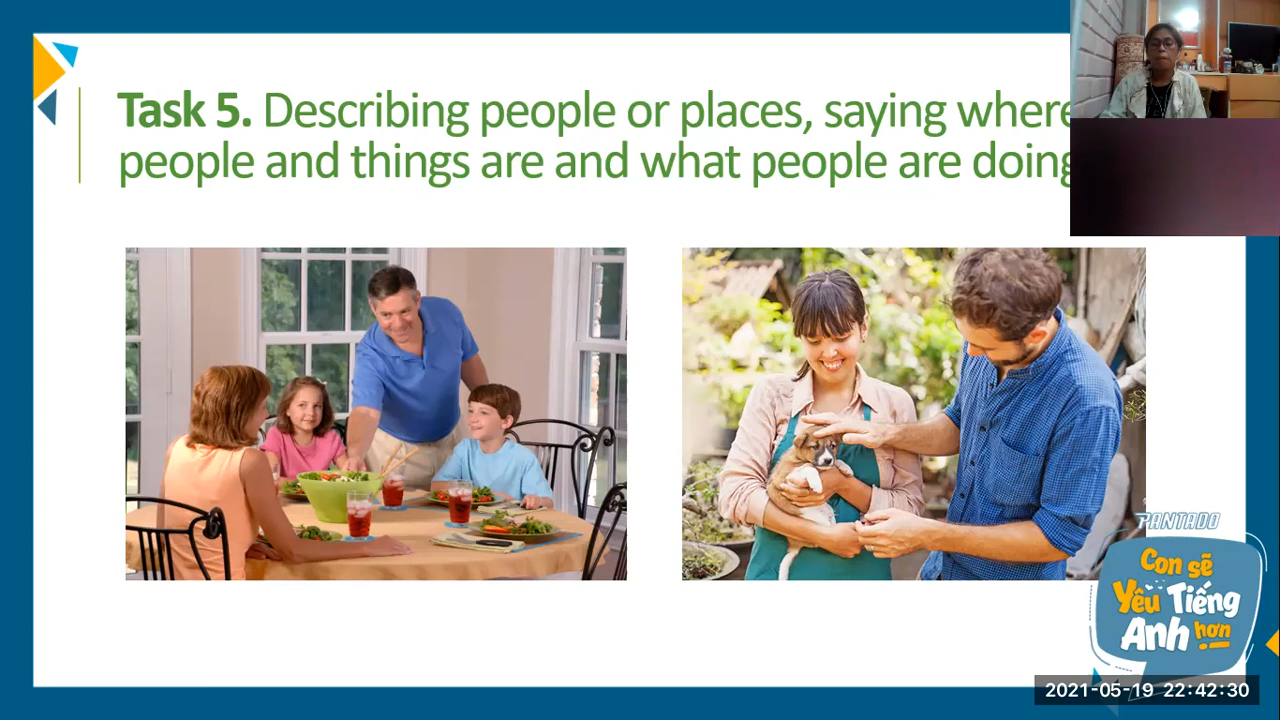 Task 5. Describing people or places, saying where
people and things are and what people are doing
PANTADO
Con sẽ
Yêu Tiếng
Anh hơn
2021-05-19 22:42:30